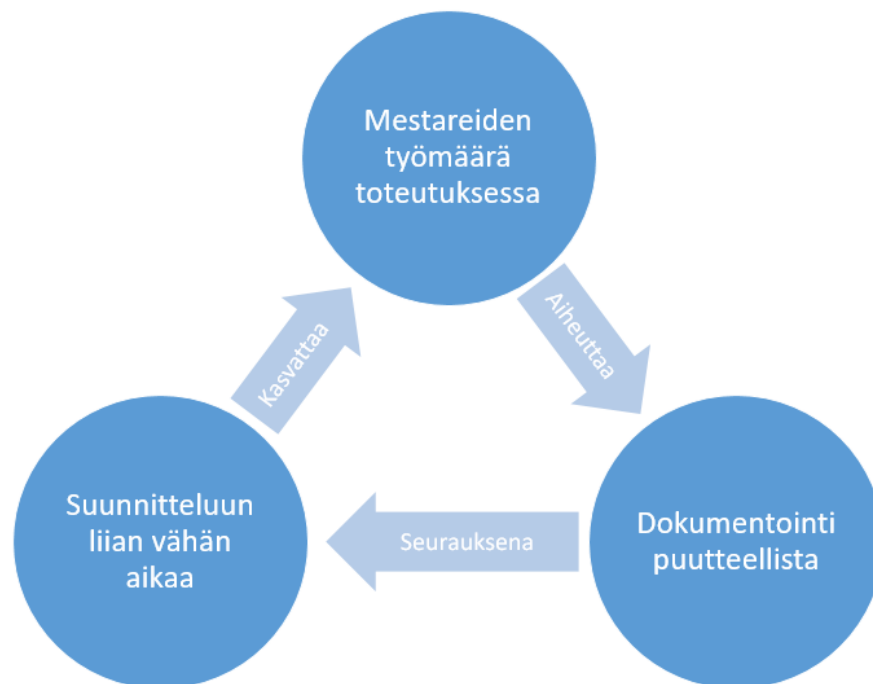 Mestareiden
työmäärä
toteutuksessa
Aiheuttaa
Kasvattaa
Suunnitteluun
liian vähän
aikaa
Seurauksena
Dokumentointi
puutteellista